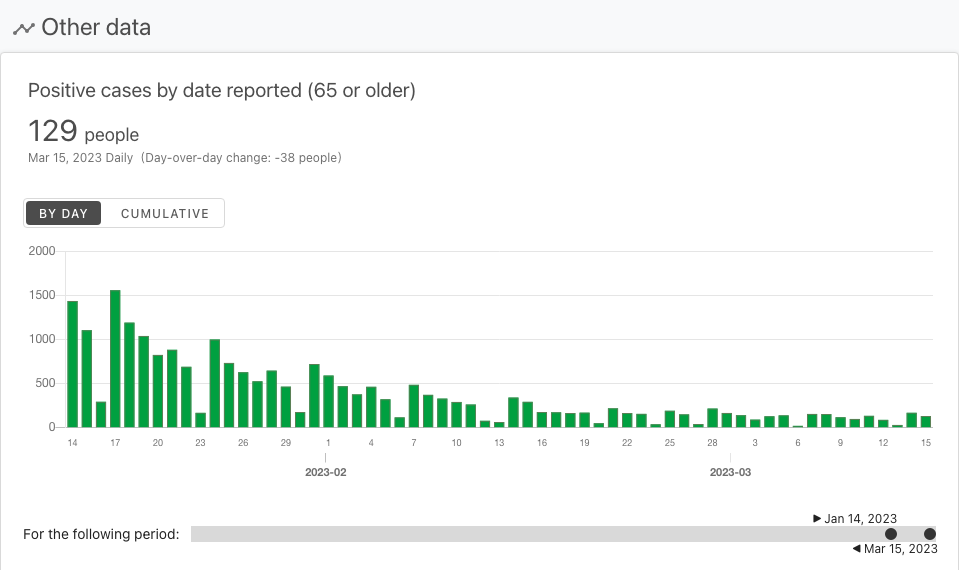 Other data
Positive cases by date reported (65 or older)
129 people
Mar 15, 2023 Daily (Day-over-day change: -38 people)
BY DAY CUMULATIVE
2000
1500
1000
500
0
14 17 20 23 26 29 1 4 7 10 13 16 19 22 25 28 3 6 9 12 15
2023-02 2023-03
Jan 14, 2023
For the following period:
Mar 15, 2023